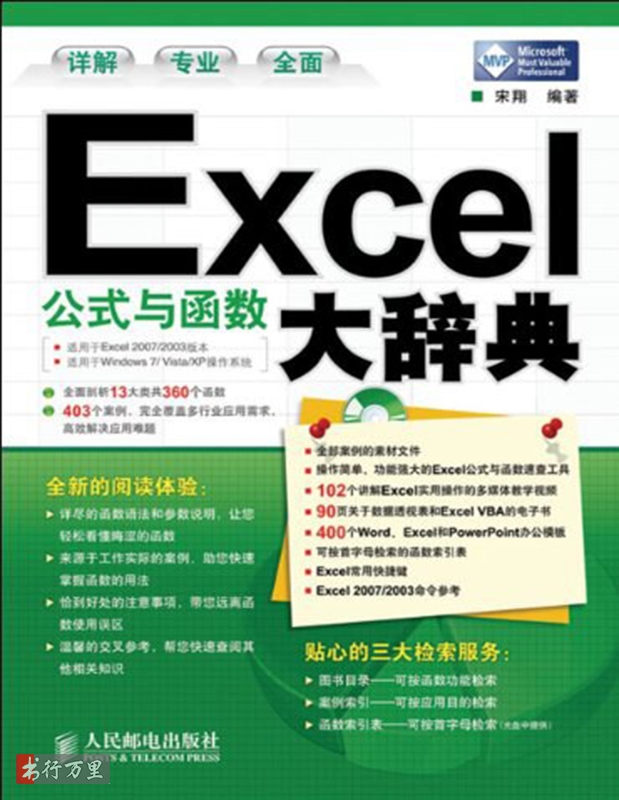 详解
专业
全面
MVP
Microsoft
Most Valuable
Professional
■ 宋翔 编著
Excel
公式与函数
大辞典
适用于Excel 2007/2003版本
适用于Windows 7/ Vista/XP操作系统
全面剖析13大类共360个函数
403个案例，完全覆盖多行业应用需求，
高效解决应用难题
全部案例的素材文件
操作简单、功能强大的Excel公式与函数速查工具
102个讲解Excel实用操作的多媒体教学视频
90页关于数据透视表和Excel VBA的电子书
400个Word、Excel和PowerPoint办公模板
可按首字母检索的函数索引表
Excel常用快捷键
Excel 2007/2003命令参考
全新的阅读体验：
详尽的函数语法和参数说明，让您
轻松看懂晦涩的函数
来源于工作实际的案例，助您快速
掌握函数的用法
恰到好处的注意事项，带您远离函
数使用误区
温馨的交叉参考，帮您快速查阅其
他相关知识
贴心的三大检索服务：
图书目录——可按函数功能检索
案例索引——可按应用目的检索
函数索引表——可按首字母检索（光盘中提供）
人民邮电出版社
POSTS & TELECOM PRESS
书行万里